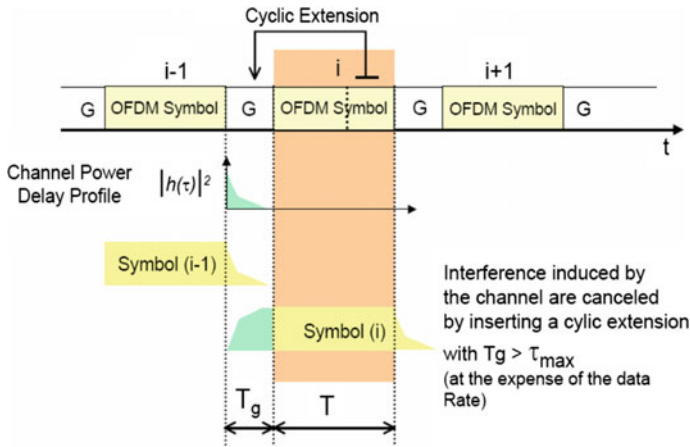 Cyclic Extension
i-1 i i+1
G OFDM Symbol G OFDM Symbol G OFDM Symbol G
t
Channel Power
Delay Profile
|h(τ)|²
Symbol (i-1)
Interference induced by
the channel are canceled
by inserting a cylic extension
Symbol (i)
with Tg > τmax
(at the expense of the data
Rate)
Tg T